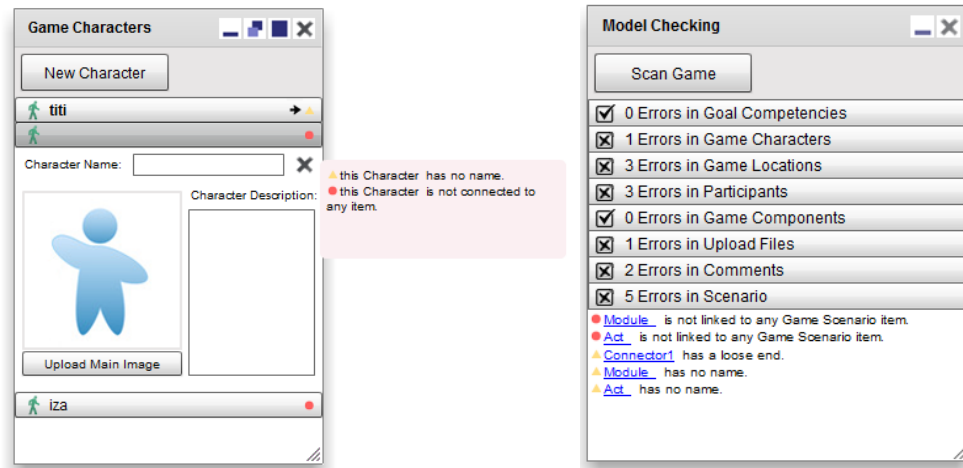 Game Characters
New Character
titi
Character Name:
Character Description:
Upload Main Image
iza
this Character has no name.
this Character is not connected to
any item.
Model Checking
Scan Game
0 Errors in Goal Competencies
1 Errors in Game Characters
3 Errors in Game Locations
3 Errors in Participants
0 Errors in Game Components
1 Errors in Upload Files
2 Errors in Comments
5 Errors in Scenario
Module_ is not linked to any Game Scenario item.
Act_ is not linked to any Game Scenario item.
Connector1 has a loose end.
Module_ has no name.
Act_ has no name.